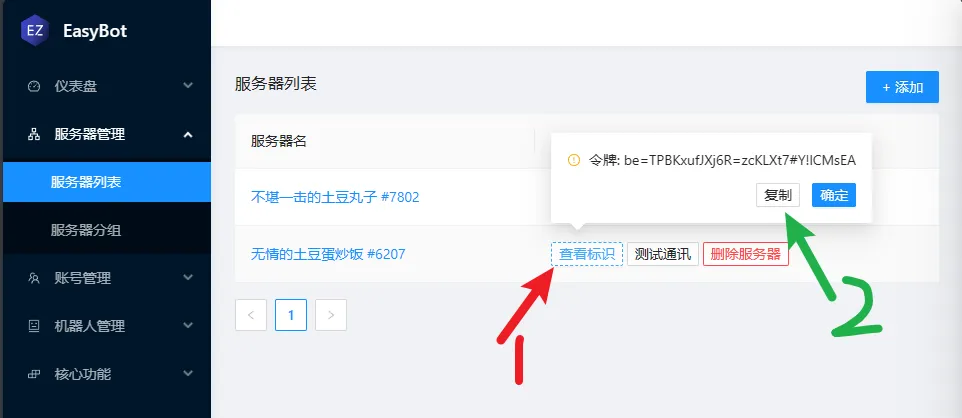 EZ EasyBot
仪表盘
服务器管理
服务器列表
服务器分组
账号管理
机器人管理
核心功能
服务器列表
+ 添加
服务器名
令牌: be=TPBKxufJXj6R=zcKLXt7#Y!lCMsEA
复制 确定
不堪一击的土豆丸子 #7802
无情的土豆蛋炒饭 #6207
查看标识 测试通讯 删除服务器
< 1 >
1
2